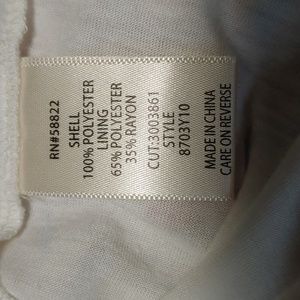 RN#58822
SHELL
100% POLYESTER
LINING
65% POLYESTER
35% RAYON
CUT:3003861
STYLE
8703Y10
MADE IN CHINA
CARE ON REVERSE